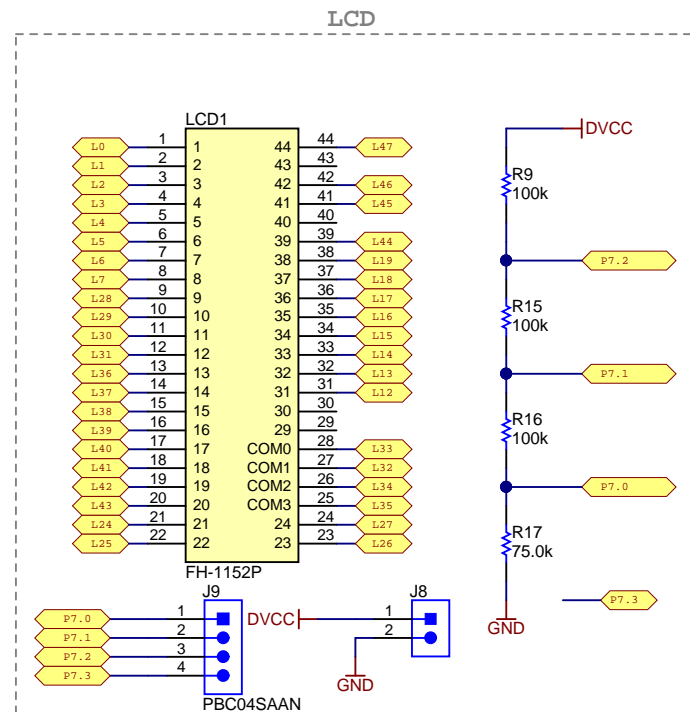 LCD
LCD1
L0 1 1 44 44 L47
L1 2 2 43 43
L2 3 3 42 42 L46
L3 4 4 41 41 L45
L4 5 5 40 40
L5 6 6 39 39 L44
L6 7 7 38 38 L19
L7 8 8 37 37 L18
L28 9 9 36 36 L17
L29 10 10 35 35 L16
L30 11 11 34 34 L15
L31 12 12 33 33 L14
L36 13 13 32 32 L13
L37 14 14 31 31 L12
L38 15 15 30 30
L39 16 16 29 29
L40 17 17 COM0 28 L33
L41 18 18 COM1 27 L32
L42 19 19 COM2 26 L34
L43 20 20 COM3 25 L35
L24 21 21 24 24 L27
L25 22 22 23 23 L26
FH-1152P
DVCC
R9
100k
P7.2
R15
100k
P7.1
R16
100k
P7.0
R17
75.0k
P7.3
GND
J9
P7.0 1
P7.1 2
P7.2 3
P7.3 4
PBC04SAAN
J8
DVCC 1
2
GND